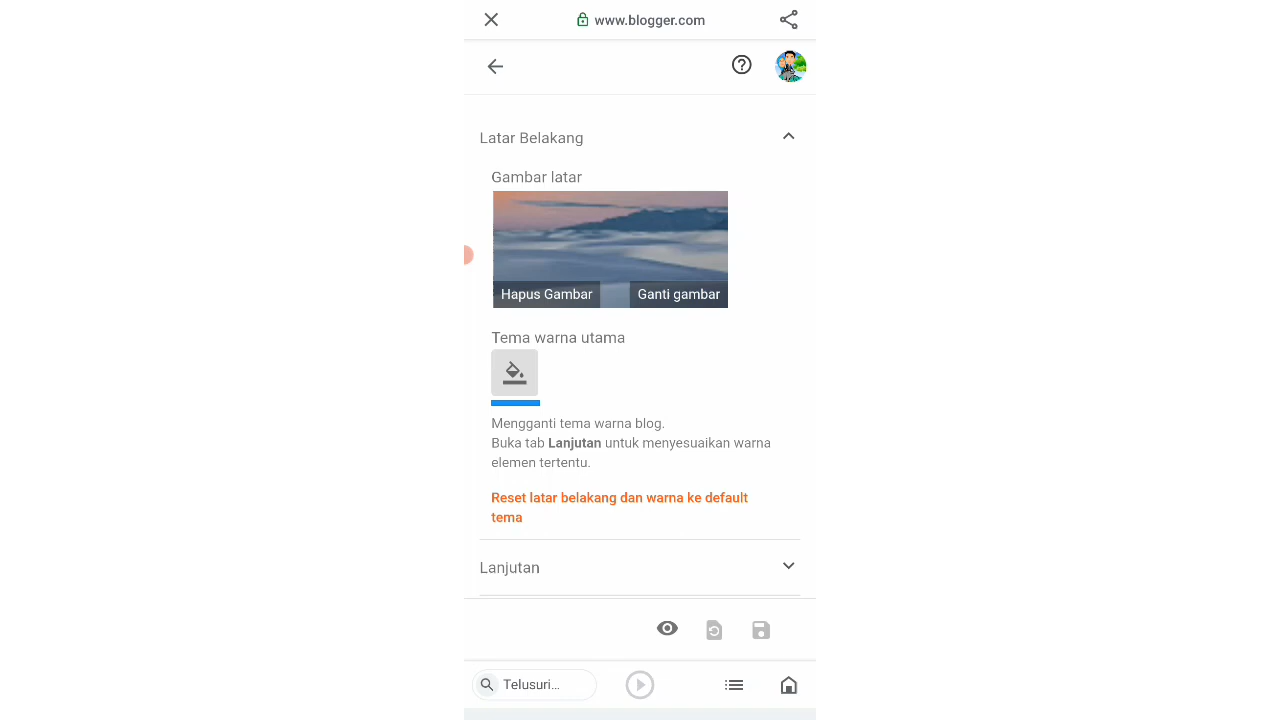 www.blogger.com
Latar Belakang
Gambar latar
Hapus Gambar
Ganti gambar
Tema warna utama
Mengganti tema warna blog.
Buka tab Lanjutan untuk menyesuaikan warna
elemen tertentu.
Reset latar belakang dan warna ke default
tema
Lanjutan
Telusuri...